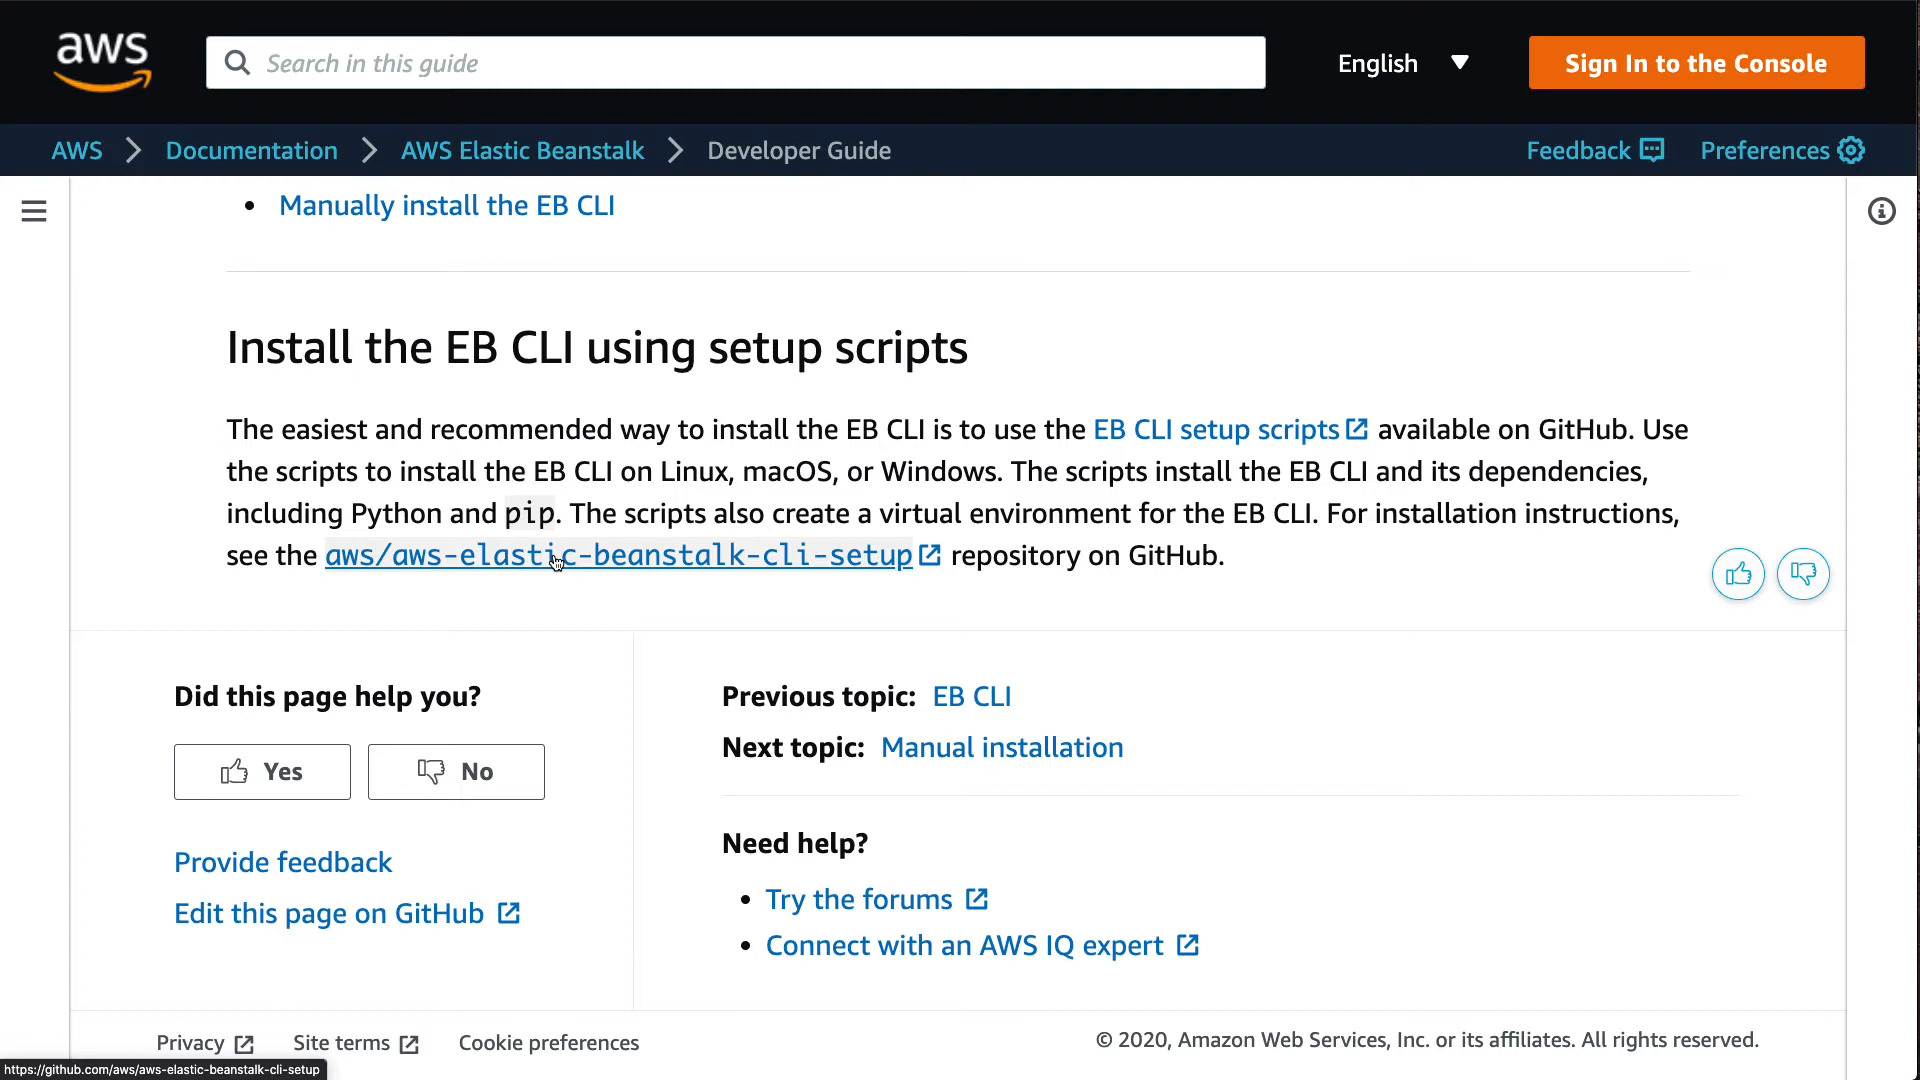 aws
Search in this guide
English
Sign In to the Console
AWS
Documentation
AWS Elastic Beanstalk
Developer Guide
Feedback
Preferences
• Manually install the EB CLI
Install the EB CLI using setup scripts
The easiest and recommended way to install the EB CLI is to use the EB CLI setup scripts available on GitHub. Use
the scripts to install the EB CLI on Linux, macOS, or Windows. The scripts install the EB CLI and its dependencies,
including Python and pip. The scripts also create a virtual environment for the EB CLI. For installation instructions,
see the aws/aws-elastic-beanstalk-cli-setup repository on GitHub.
Did this page help you?
Yes
No
Provide feedback
Edit this page on GitHub
Previous topic: EB CLI
Next topic: Manual installation
Need help?
• Try the forums
• Connect with an AWS IQ expert
Privacy
Site terms
Cookie preferences
© 2020, Amazon Web Services, Inc. or its affiliates. All rights reserved.
https://github.com/aws/aws-elastic-beanstalk-cli-setup